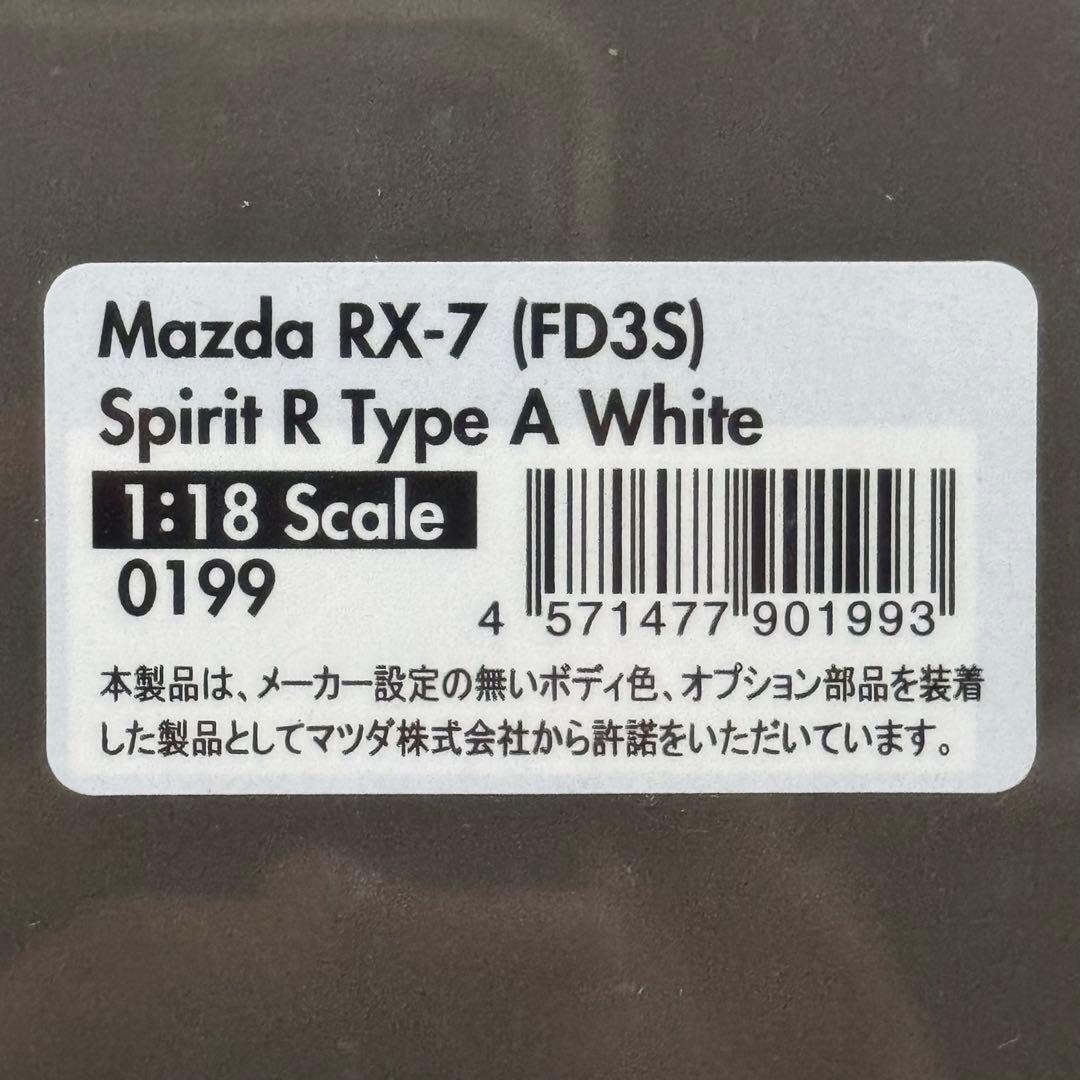 Mazda RX-7 (FD3S)
Spirit R Type A White
1:18 Scale
0199
4 571477 901993
本製品は、メーカー設定の無いボディ色、オプション部品を装着
した製品としてマツダ株式会社から許諾をいただいています。